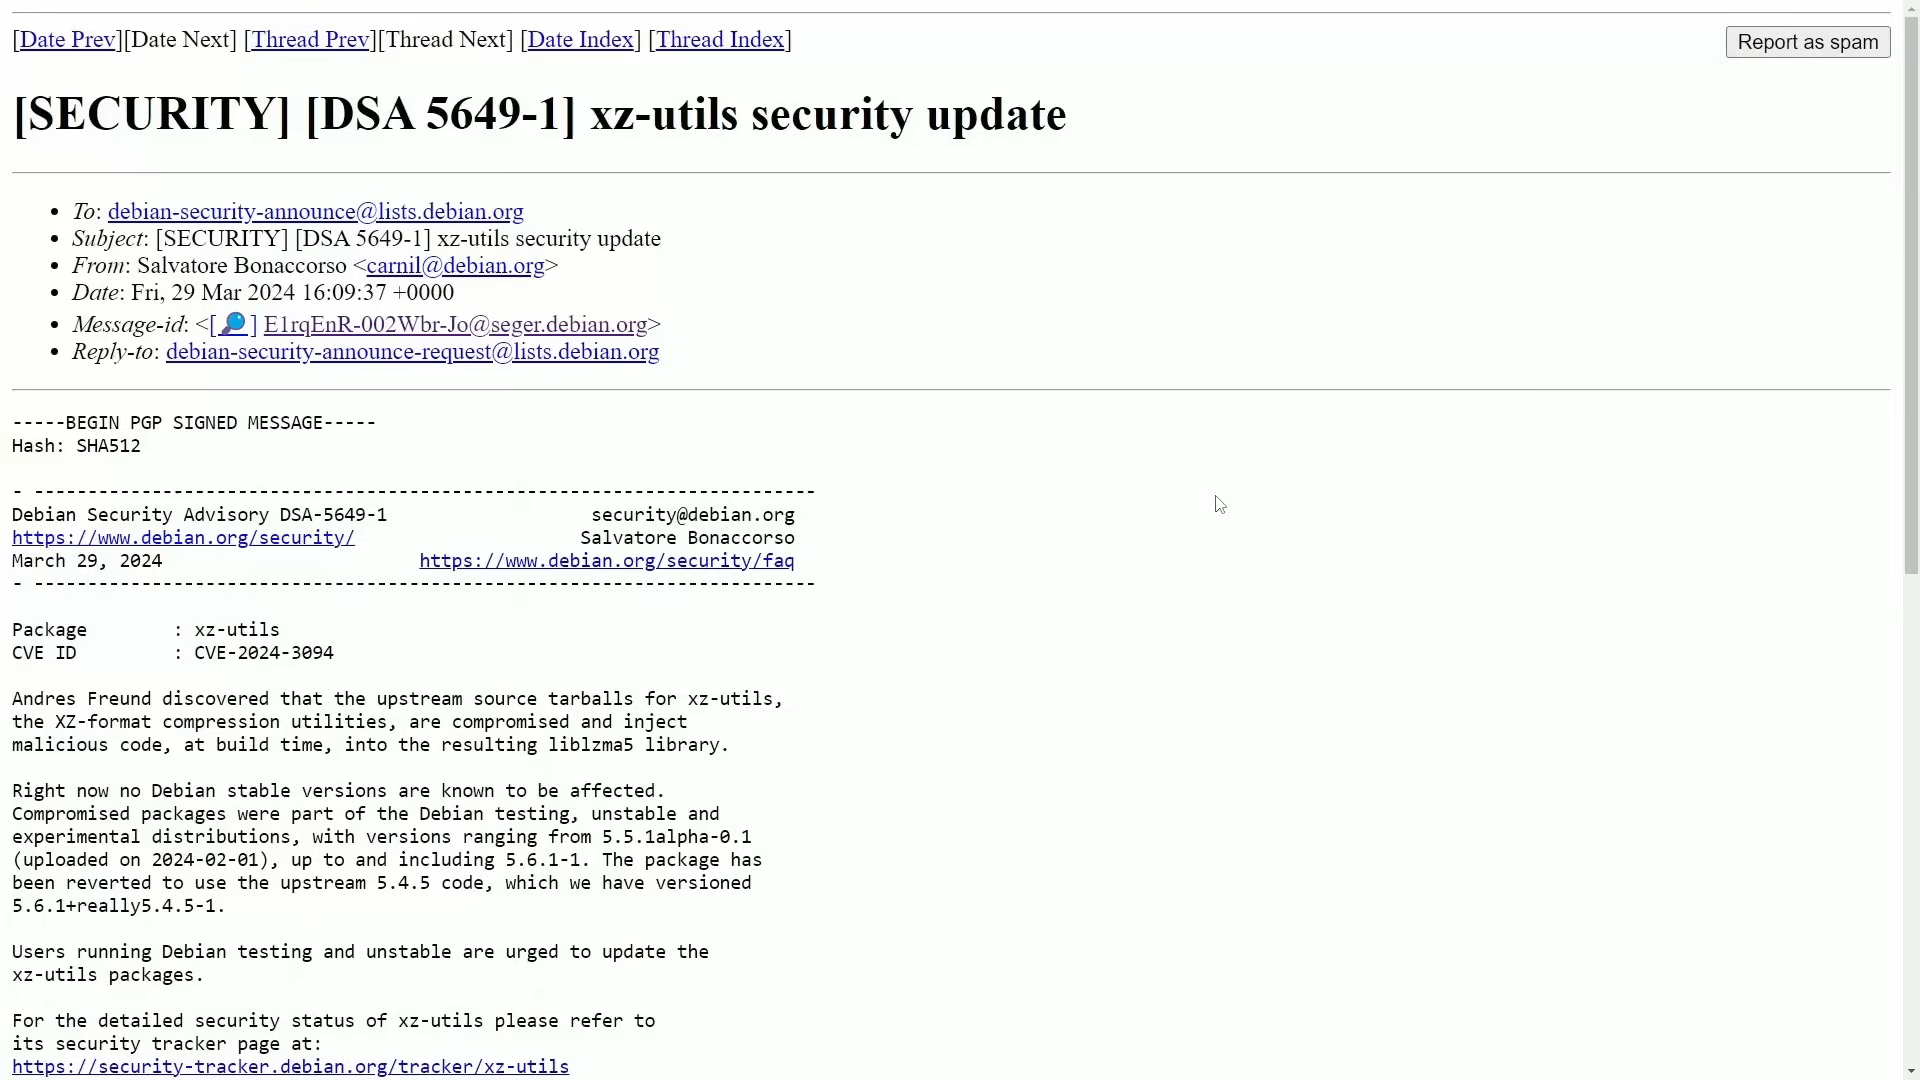 [Date Prev][Date Next] [Thread Prev][Thread Next] [Date Index] [Thread Index]
Report as spam
[SECURITY] [DSA 5649-1] xz-utils security update
To: debian-security-announce@lists.debian.org
Subject: [SECURITY] [DSA 5649-1] xz-utils security update
From: Salvatore Bonaccorso <carnil@debian.org>
Date: Fri, 29 Mar 2024 16:09:37 +0000
Message-id: <[🔎] E1rqEnR-002Wbr-Jo@seger.debian.org>
Reply-to: debian-security-announce-request@lists.debian.org
-----BEGIN PGP SIGNED MESSAGE-----
Hash: SHA512
- -------------------------------------------------------------------------
Debian Security Advisory DSA-5649-1                   security@debian.org
https://www.debian.org/security/                     Salvatore Bonaccorso
March 29, 2024                        https://www.debian.org/security/faq
- -------------------------------------------------------------------------
Package        : xz-utils
CVE ID         : CVE-2024-3094
Andres Freund discovered that the upstream source tarballs for xz-utils,
the XZ-format compression utilities, are compromised and inject
malicious code, at build time, into the resulting liblzma5 library.
Right now no Debian stable versions are known to be affected.
Compromised packages were part of the Debian testing, unstable and
experimental distributions, with versions ranging from 5.5.1alpha-0.1
(uploaded on 2024-02-01), up to and including 5.6.1-1. The package has
been reverted to use the upstream 5.4.5 code, which we have versioned
5.6.1+really5.4.5-1.
Users running Debian testing and unstable are urged to update the
xz-utils packages.
For the detailed security status of xz-utils please refer to
its security tracker page at:
https://security-tracker.debian.org/tracker/xz-utils